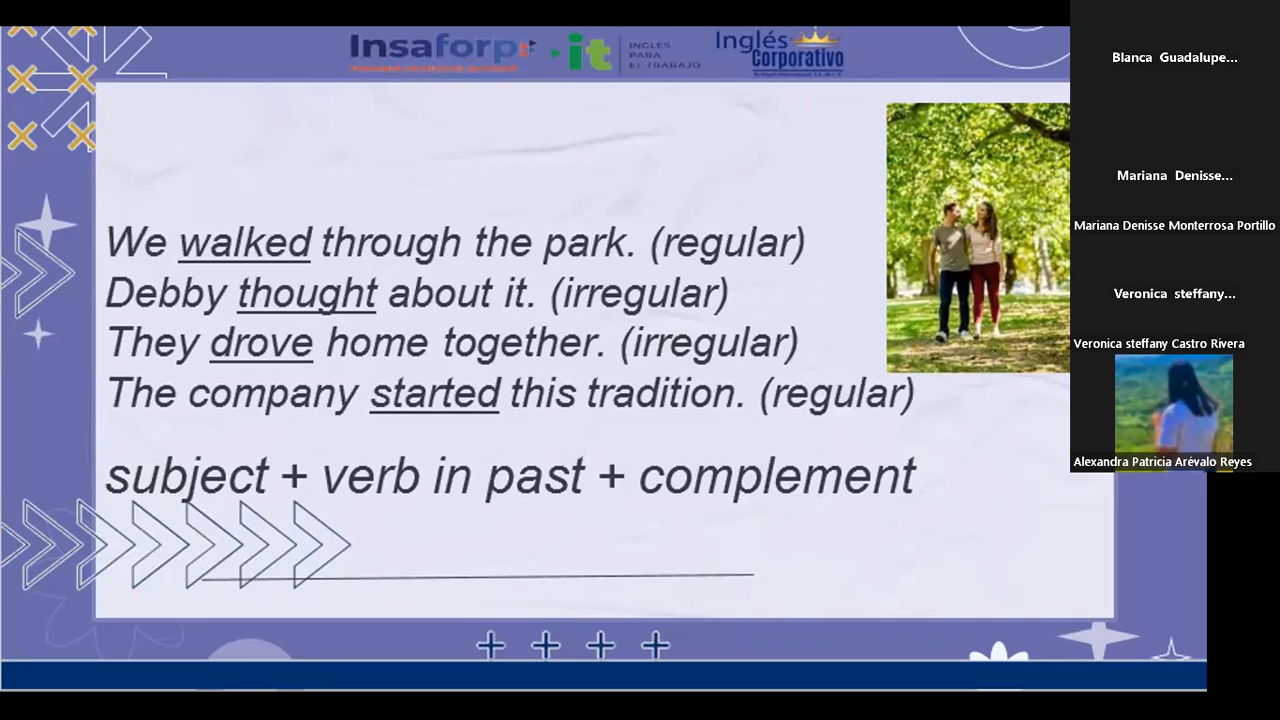 Insaforp
it
INGLES
PARA
EL TRABAJO
Inglés
Corporativo
We walked through the park. (regular)
Debby thought about it. (irregular)
They drove home together. (irregular)
The company started this tradition. (regular)
subject + verb in past + complement
Blanca Guadalupe...
Mariana Denisse...
Mariana Denisse Monterrosa Portillo
Veronica steffany...
Veronica steffany Castro Rivera
Alexandra Patricia Arévalo Reyes